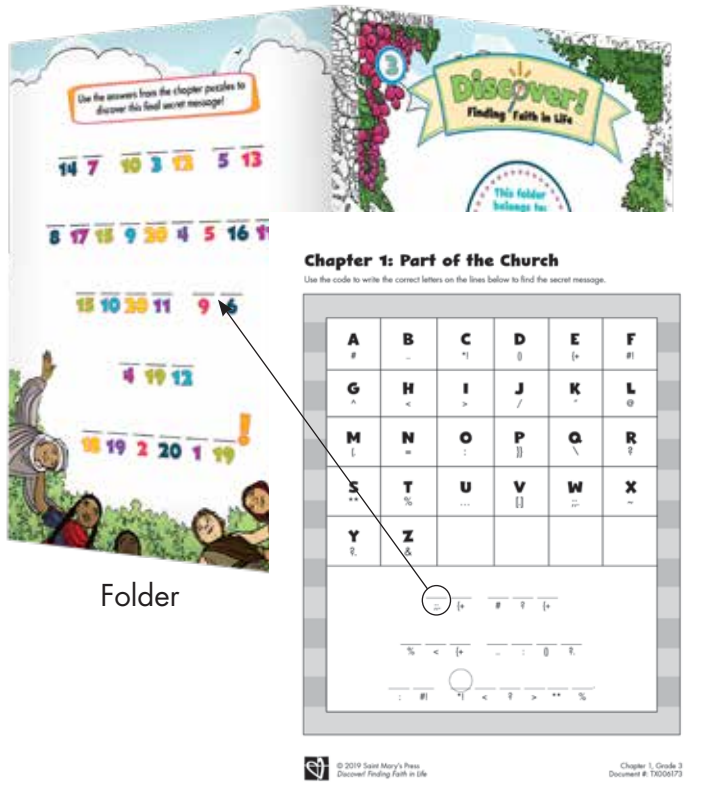 Use the answers from the chapter puzzles to
discover this final secret message!
14 7 10 3 12 5 13
8 17 15 9 20 4 5 16
15 10 20 11 9 6
4 19 12
18 19 2 20 1 19 !
Folder
3
Discover!
Finding Faith in Life
This folder
belongs to:
Chapter 1: Part of the Church
Use the code to write the correct letters on the lines below to find the secret message.
A B C D E F
# _ *! () {+ #!
G H I J K L
^ < > / " @
M N O P Q R
{. = : )) \ ?
S T U V W X
** % ... [.] ;;. ~
Y Z
?. &
;;. {+ # ? {+
% < {+ _ : () ?.
: #! *! < ? > ** %
© 2019 Saint Mary's Press
Discover! Finding Faith in Life
Chapter 1, Grade 3
Document #: TX006173